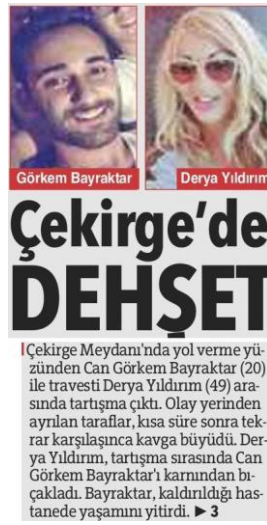 Görkem Bayraktar
Derya Yıldırım
Çekirge'de
DEHŞET
Çekirge Meydanı'nda yol verme yü-
zünden Can Görkem Bayraktar (20)
ile travesti Derya Yıldırım (49) ara-
sında tartışma çıktı. Olay yerinden
ayrılan taraflar, kısa süre sonra tek-
rar karşılaşınca kavga büyüdü. Der-
ya Yıldırım, tartışma sırasında Can
Görkem Bayraktar'ı karnından bı-
çakladı. Bayraktar, kaldırıldığı has-
tanede yaşamını yitirdi. ► 3